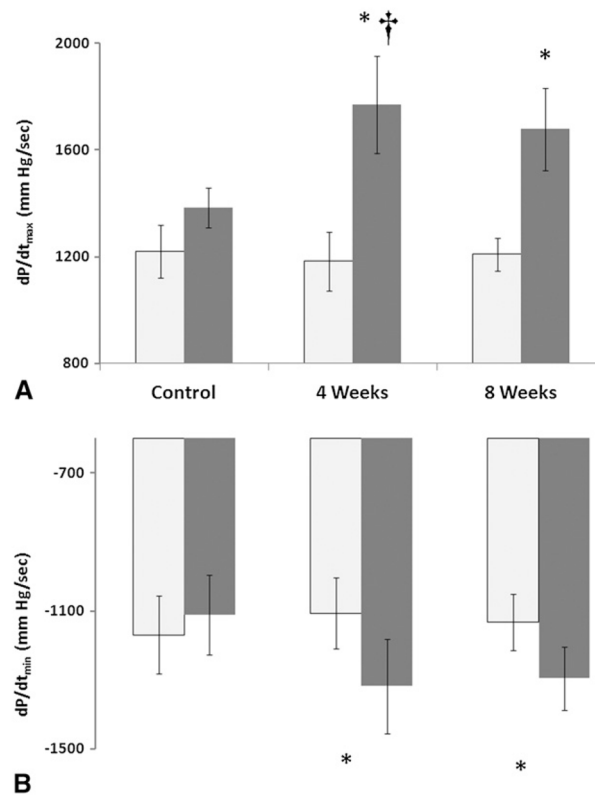 * †
*
2000
1600
1200
800
dP/dtmax (mm Hg/sec)
A
Control 4 Weeks 8 Weeks
-700
-1100
-1500
dP/dtmin (mm Hg/sec)
* *
B